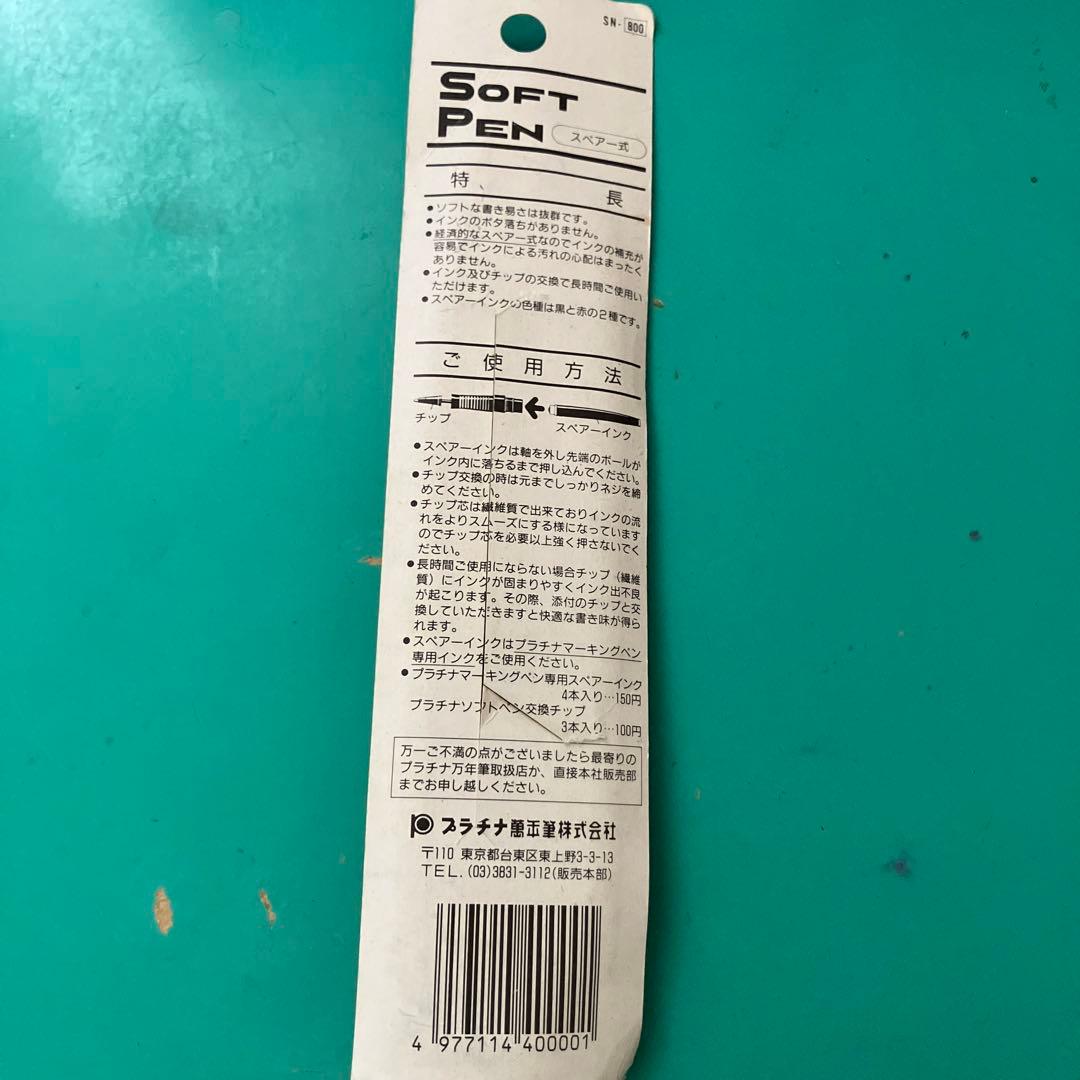 SN-800
SOFT
PEN スペアー式
特長
●ソフトな書き易さは抜群です。
●インクのボタ落ちがありません。
●経済的なスペアー式なのでインクの補充が
容易でインクによる汚れの心配はまったく
ありません。
●インク及びチップの交換で長時間ご使用い
ただけます。
●スペアーインクの色種は黒と赤の2種です。
ご使用方法
チップ
スペアーインク
●スペアーインクは軸を外し先端のボールが
インク内に落ちるまで押し込んでください。
●チップ交換の時は元までしっかりネジを締
めてください。
●チップ芯は繊維質で出来ておりインクの流
れをよりスムーズにする様になっています
のでチップ芯を必要以上強く押さないでく
ださい。
●長時間ご使用にならない場合チップ(繊維
質)にインクが固まりやすくインク出不良
が起こります。その際、添付のチップと交
換していただきますと快適な書き味が得ら
れます。
●スペアーインクはプラチナマーキングペン
専用インクをご使用ください。
●プラチナマーキングペン専用スペアーインク
4本入り…150円
プラチナソフトペン交換チップ
3本入り…100円
万一ご不満の点がございましたら最寄りの
プラチナ万年筆取扱店か、直接本社販売部
までお申し越しください。
プラチナ萬年筆株式会社
〒110 東京都台東区東上野3-3-13
TEL.(03)3831-3112(販売本部)
4 977114 400001